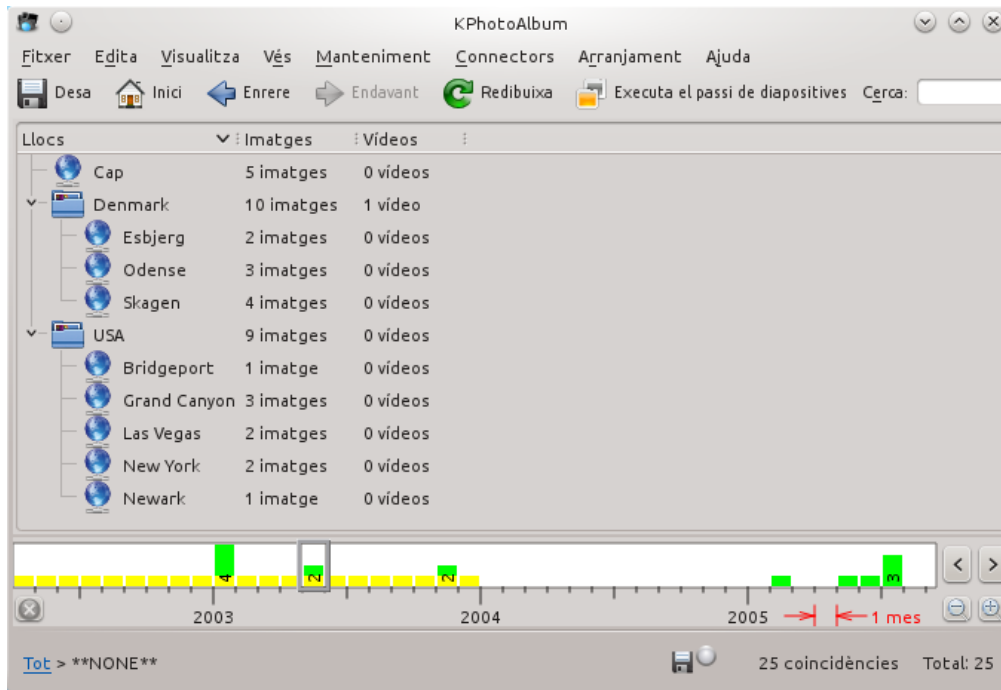 KPhotoAlbum
Fitxer Edita Visualitza Vés Manteniment Connectors Arranjament Ajuda
Desa Inici Enrere Endavant Redibuixa Executa el passi de diapositives Cerca:
Llocs Imatges Vídeos
Cap 5 imatges 0 vídeos
Denmark 10 imatges 1 vídeo
Esbjerg 2 imatges 0 vídeos
Odense 3 imatges 0 vídeos
Skagen 4 imatges 0 vídeos
USA 9 imatges 0 vídeos
Bridgeport 1 imatge 0 vídeos
Grand Canyon 3 imatges 0 vídeos
Las Vegas 2 imatges 0 vídeos
New York 2 imatges 0 vídeos
Newark 1 imatge 0 vídeos
4 2 2 3
2003 2004 2005 1 mes
Tot > **NONE** 25 coincidències Total: 25